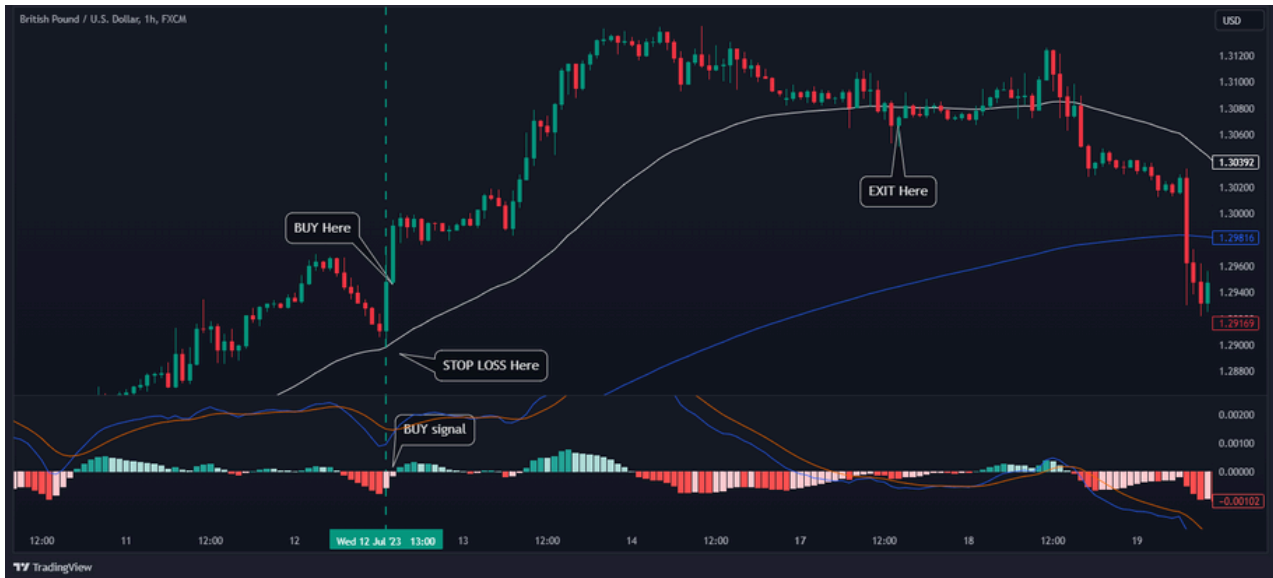 British Pound / U.S. Dollar, 1h, FXCM
USD
1.31200
1.31000
1.30800
1.30600
1.30392
1.30200
1.30000
1.29816
1.29600
1.29400
1.29169
1.29000
1.28800
BUY Here
EXIT Here
STOP LOSS Here
BUY signal
0.00200
0.00100
0.00000
-0.00102
12:00 11 12:00 12 Wed 12 Jul '23 13:00 13 12:00 14 12:00 17 12:00 18 12:00 19
TradingView